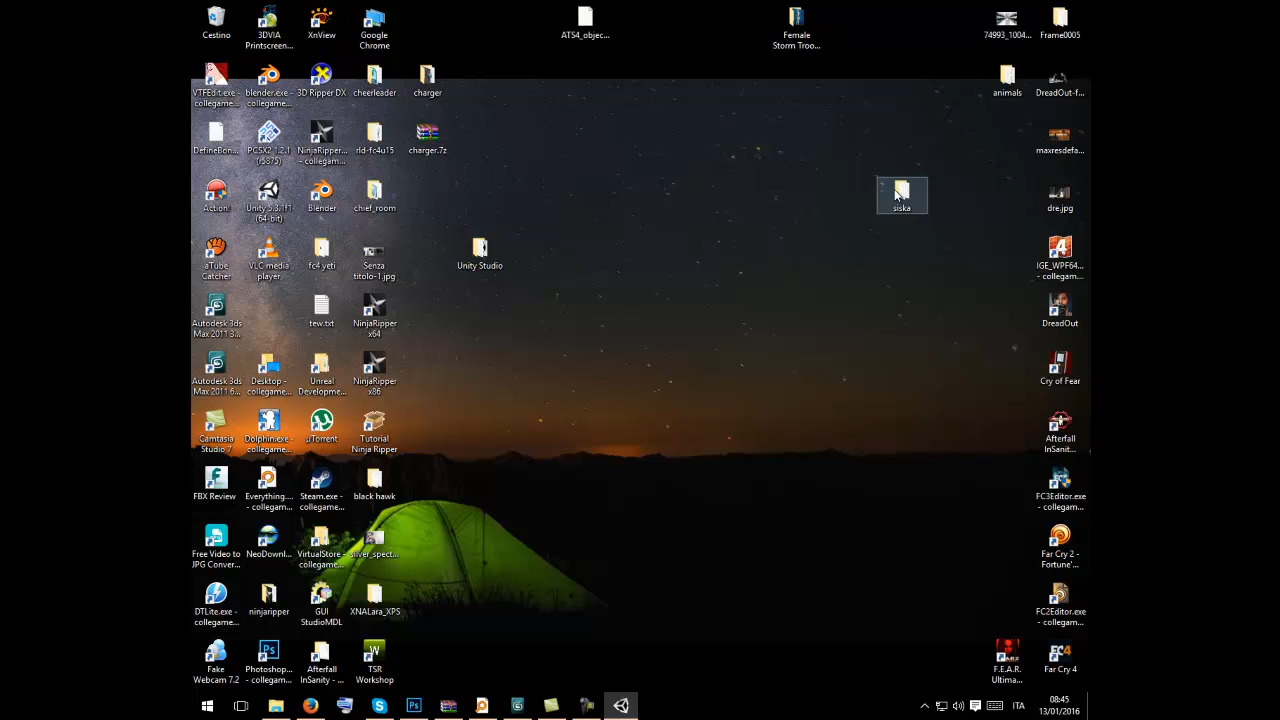 Cestino
3DVIA
Printscreen...
XnView
Google
Chrome
ATS4_objec...
Female
Storm Troo...
74993_1004...
Frame0005
VTFEdit.exe -
collegame...
blender.exe -
collegame...
3D Ripper DX
cheerleader
charger
animals
DreadOut-f...
DefineBon...
PCSX2 1.2.1
(r5875)
NinjaRipper...
- collegam...
rld-fc4u15
charger.7z
maxresdefa...
Action!
Unity 5.3.1f1
(64-bit)
Blender
chief_room
siska
dre.jpg
aTube
Catcher
VLC media
player
fc4 yeti
Senza
titolo-1.jpg
Unity Studio
IGE_WPF64...
- collegam...
Autodesk 3ds
Max 2011 3...
tew.txt
NinjaRipper
x64
DreadOut
Autodesk 3ds
Max 2011 6...
Desktop -
collegame...
Unreal
Developme...
NinjaRipper
x86
Cry of Fear
Camtasia
Studio 7
Dolphin.exe -
collegame...
µTorrent
Tutorial
Ninja Ripper
Afterfall
InSanit...
FBX Review
Everything....
- collegam...
Steam.exe -
collegame...
black hawk
FC3Editor.exe
- collegam...
Free Video to
JPG Conver...
NeoDownl...
VirtualStore -
collegame...
silver_spect...
Far Cry 2 -
Fortune'...
DTLite.exe -
collegame...
ninjaripper
GUI
StudioMDL
XNALara_XPS
FC2Editor.exe
- collegam...
Fake
Webcam 7.2
Photoshop...
- collegam...
Afterfall
InSanity - ...
TSR
Workshop
F.E.A.R.
Ultima...
Far Cry 4
ITA
08:45
13/01/2016